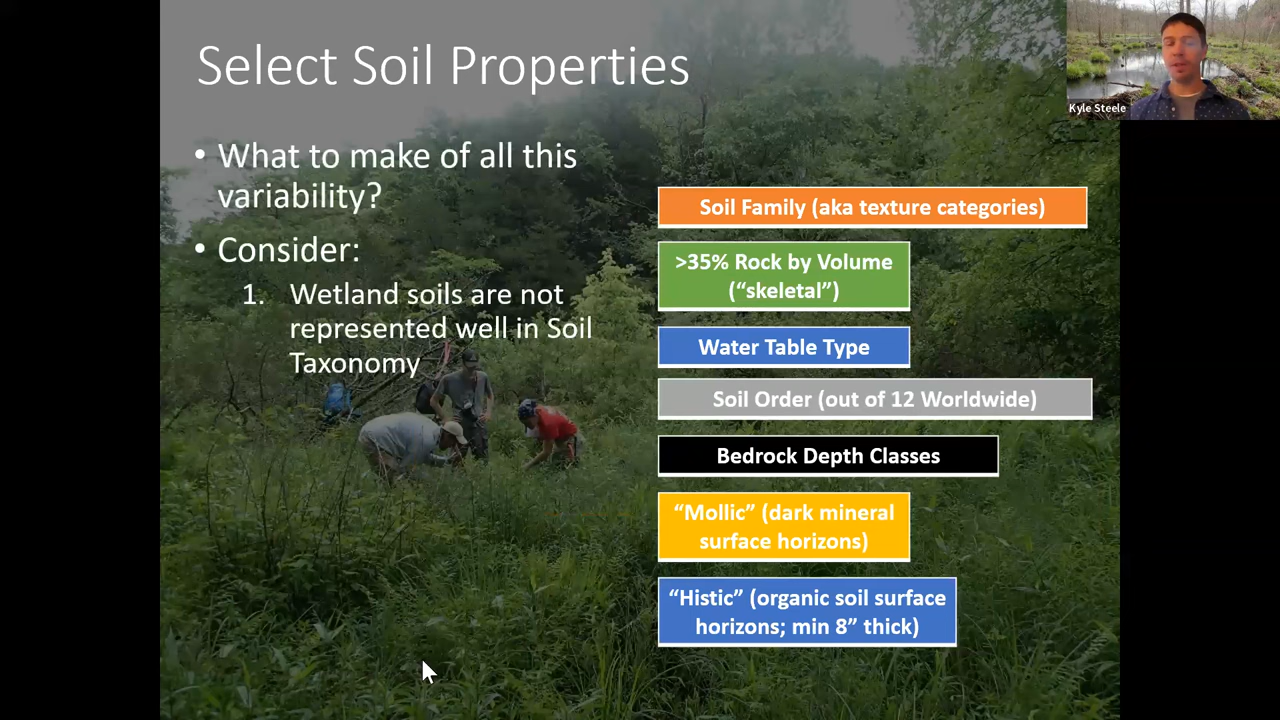 Select Soil Properties
Kyle Steele
• What to make of all this
variability?
• Consider:
1. Wetland soils are not
represented well in Soil
Taxonomy
Soil Family (aka texture categories)
>35% Rock by Volume
(“skeletal”)
Water Table Type
Soil Order (out of 12 Worldwide)
Bedrock Depth Classes
“Mollic” (dark mineral
surface horizons)
“Histic” (organic soil surface
horizons; min 8” thick)